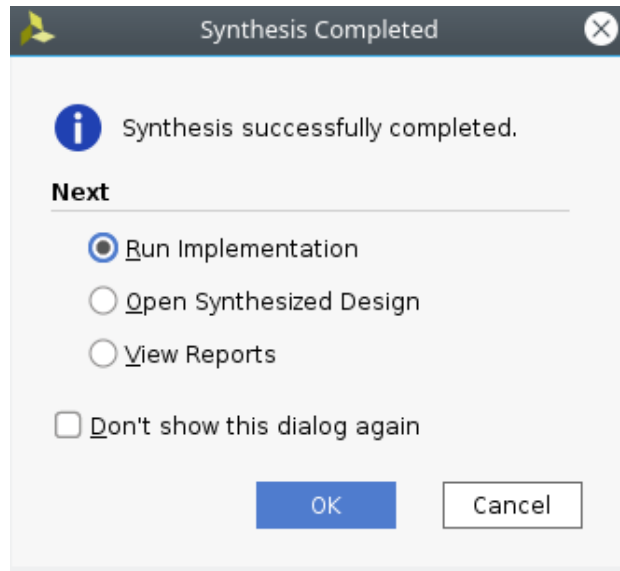 Synthesis Completed
Synthesis successfully completed.
Next
Run Implementation
Open Synthesized Design
View Reports
Don't show this dialog again
OK
Cancel